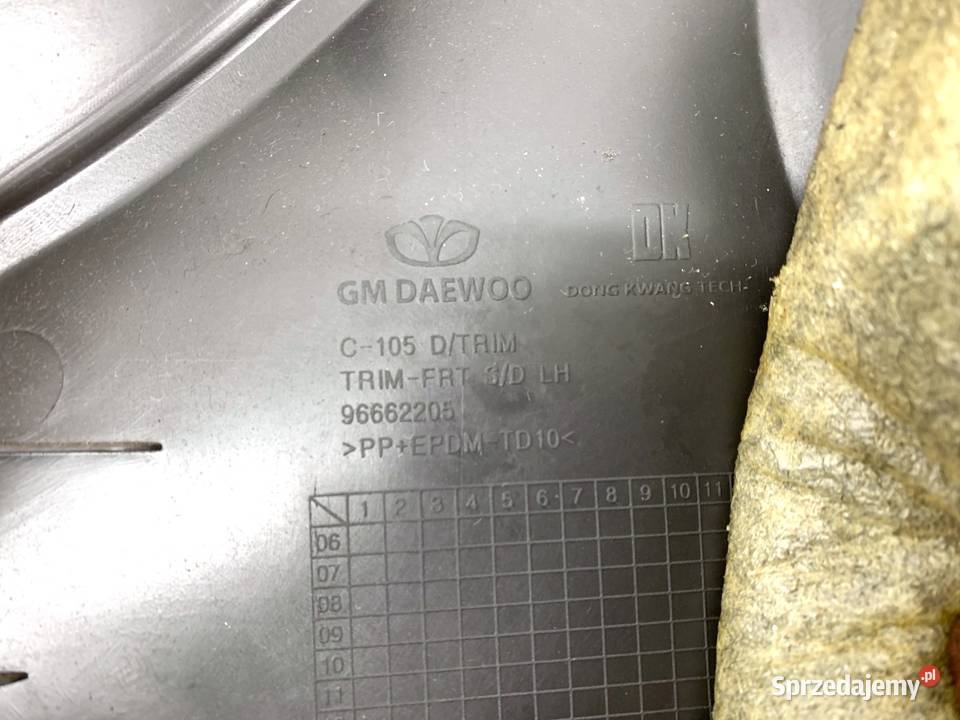 DK
GM DAEWOO
DONG KWANG TECH
C-105 D/TRIM
TRIM-FRT S/D LH
96662205
>PP+EPDM-TD10<
1 2 3 4 5 6 7 8 9 10 11
06
07
08
09
10
11
Sprzedajemy.pl